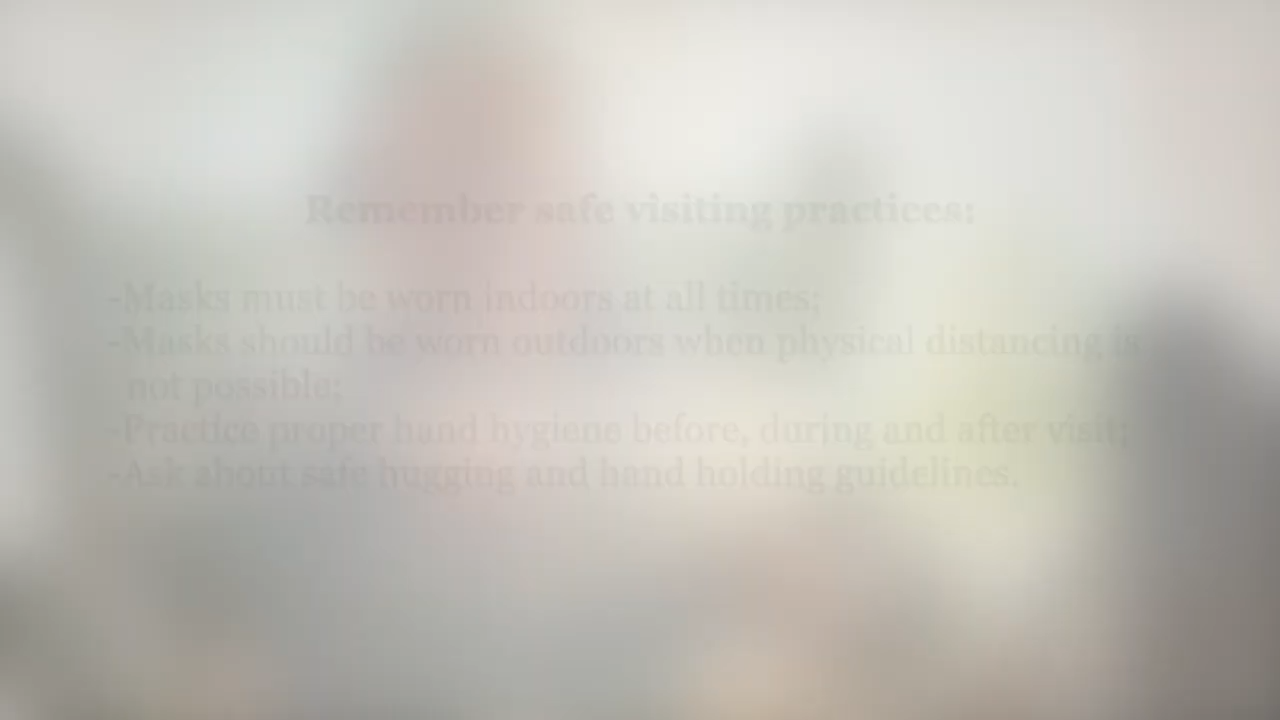 Remember safe visiting practices:
-Masks must be worn indoors at all times;
-Masks should be worn outdoors when physical distancing is
not possible;
-Practice proper hand hygiene before, during and after visit;
-Ask about safe hugging and hand holding guidelines.